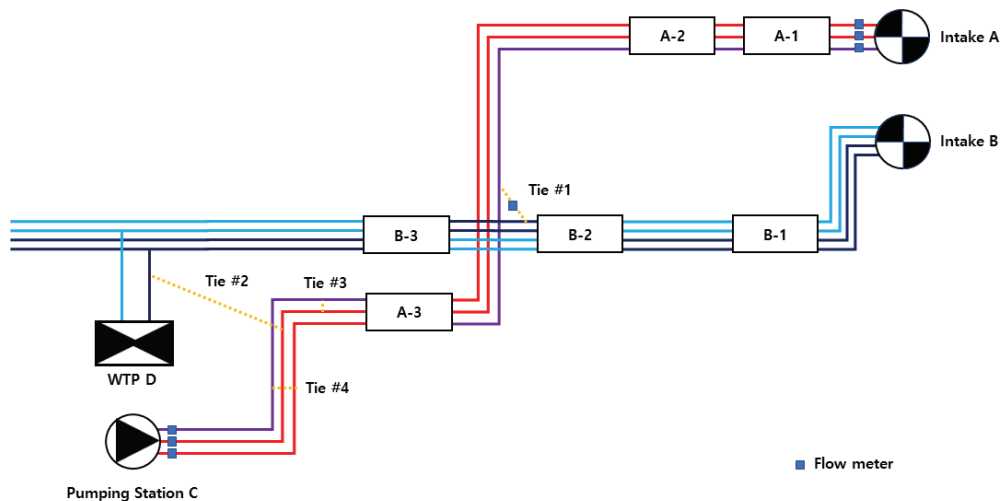 A-2
A-1
Intake A
Intake B
Tie #1
B-3
B-2
B-1
Tie #2
Tie #3
A-3
WTP D
Tie #4
Flow meter
Pumping Station C